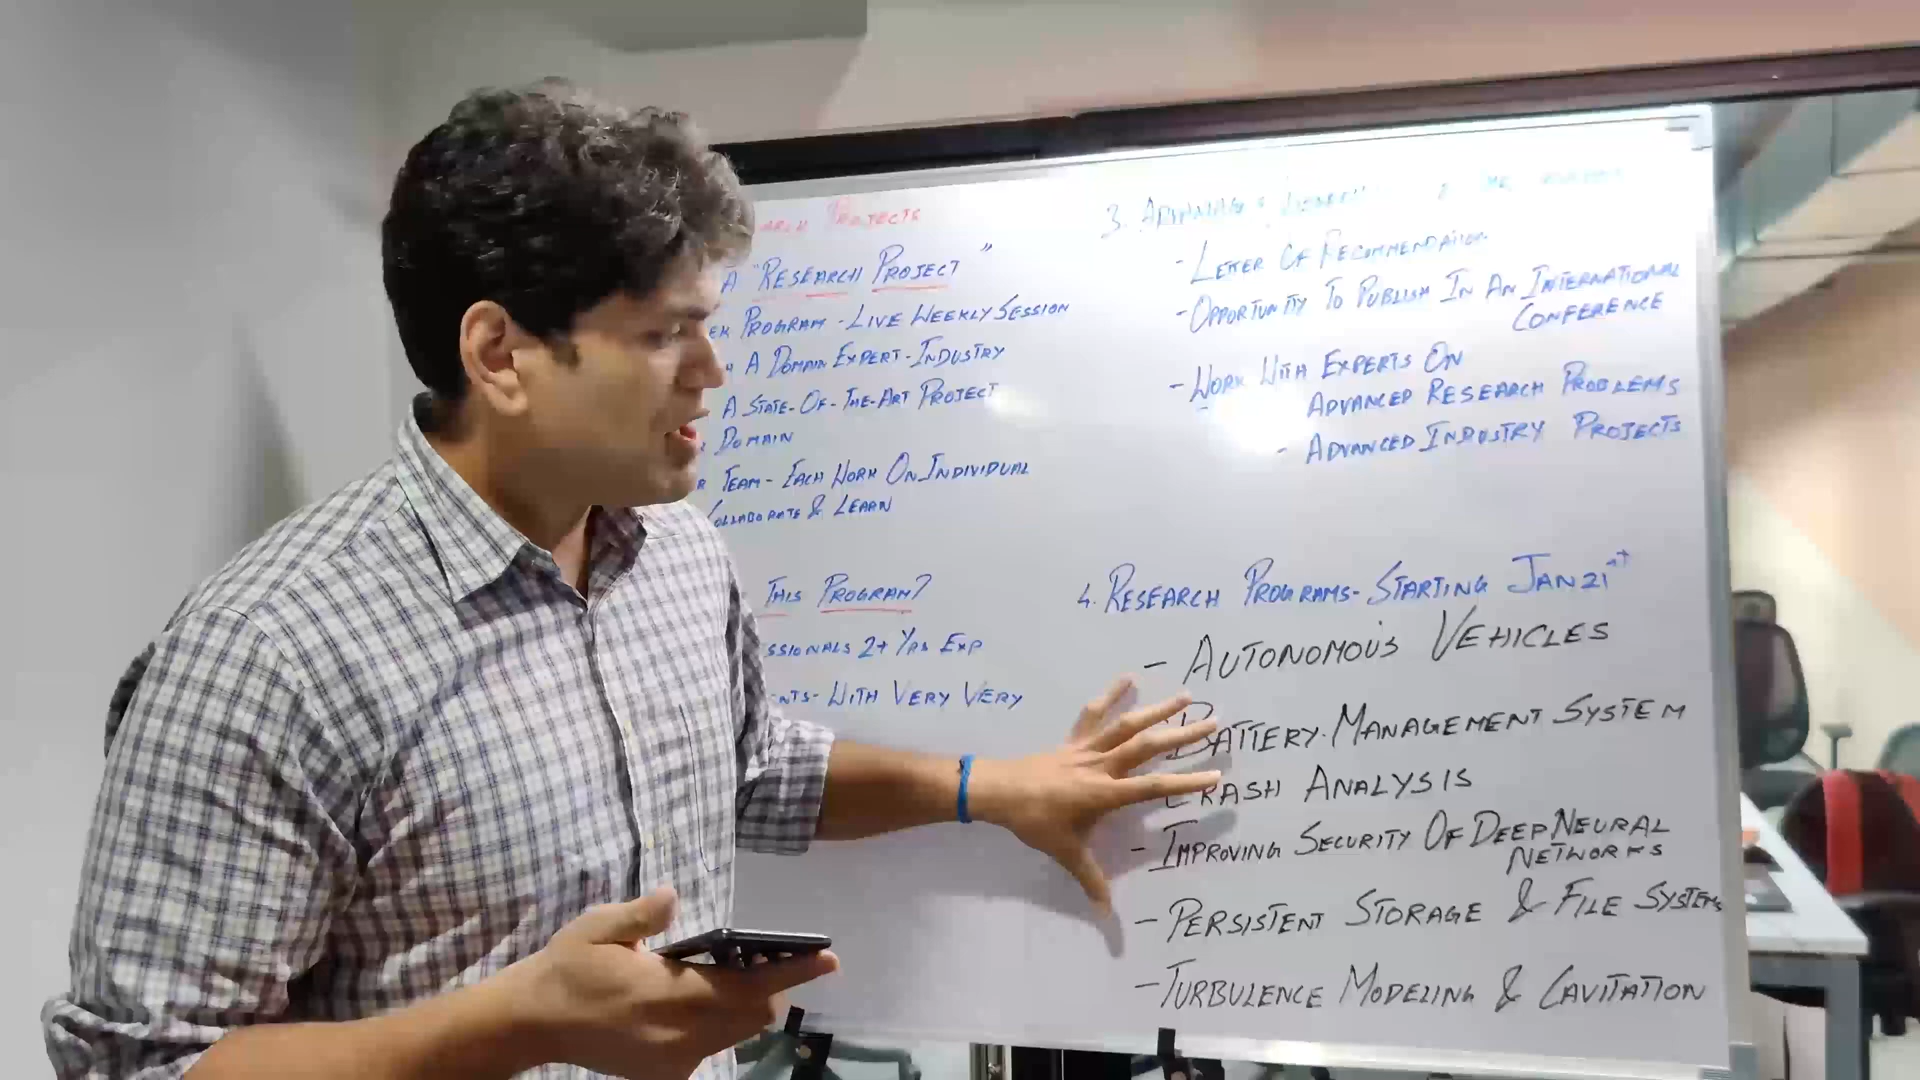 PROJECTS
A "RESEARCH PROJECT"
PROGRAM - LIVE WEEKLY SESSION
A DOMAIN EXPERT - INDUSTRY
A STATE-OF-THE-ART PROJECT
DOMAIN
TEAM - EACH WORK ON INDIVIDUAL
COLLABORATE & LEARN
THIS PROGRAM?
2+ YRS EXP
WITH VERY VERY
3.
- LETTER OF RECOMMENDATION
- OPPORTUNITY TO PUBLISH IN AN INTERNATIONAL
CONFERENCE
- WORK WITH EXPERTS ON
ADVANCED RESEARCH PROBLEMS
- ADVANCED INDUSTRY PROJECTS
4. RESEARCH PROGRAMS - STARTING JAN 21st
- AUTONOMOUS VEHICLES
BATTERY MANAGEMENT SYSTEM
CRASH ANALYSIS
- IMPROVING SECURITY OF DEEP NEURAL
NETWORKS
- PERSISTENT STORAGE & FILE SYSTEMS
- TURBULENCE MODELING & CAVITATION